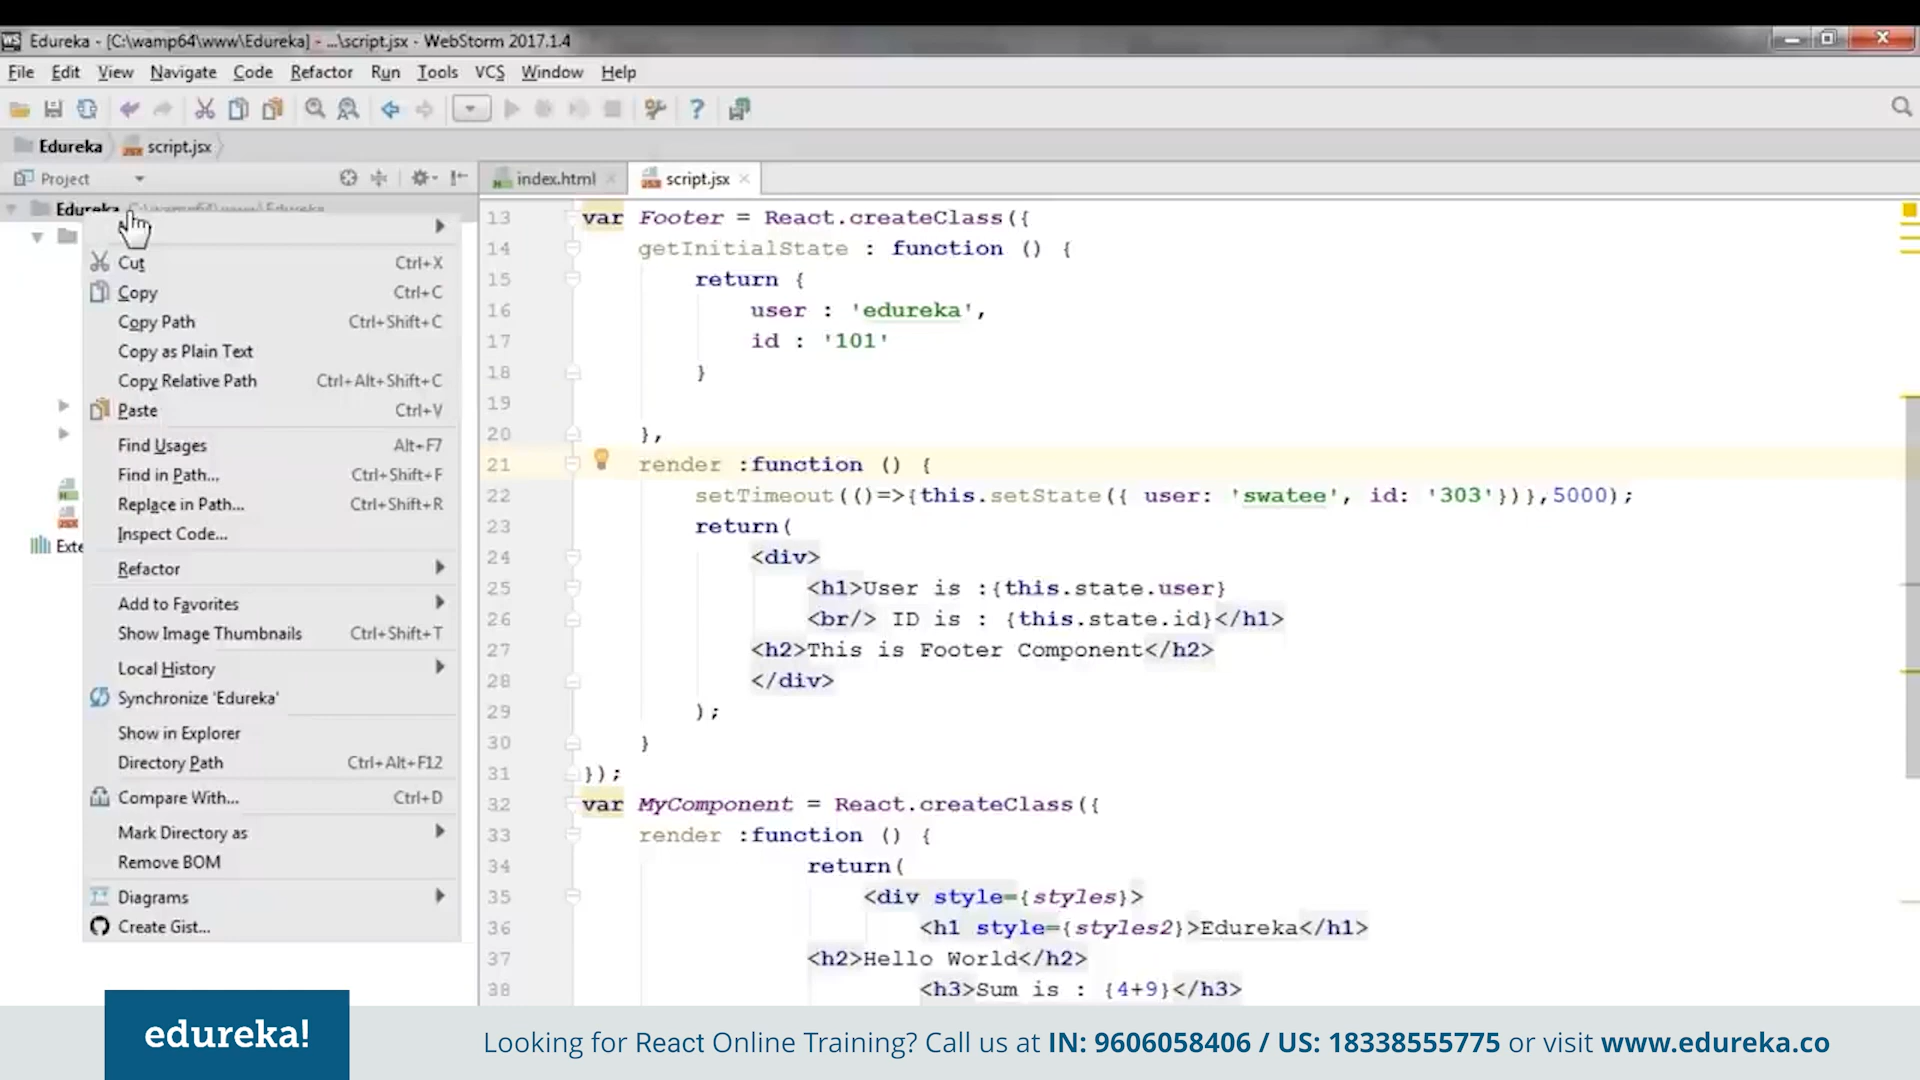 Edureka - [C:\wamp64\www\Edureka] - ...\script.jsx - WebStorm 2017.1.4
File Edit View Navigate Code Refactor Run Tools VCS Window Help
Edureka script.jsx
Project
index.html script.jsx
Edureka C:\wamp64\www\Edureka
Cut Ctrl+X
Copy Ctrl+C
Copy Path Ctrl+Shift+C
Copy as Plain Text
Copy Relative Path Ctrl+Alt+Shift+C
Paste Ctrl+V
Find Usages Alt+F7
Find in Path... Ctrl+Shift+F
Replace in Path... Ctrl+Shift+R
Inspect Code...
Exte
Refactor
Add to Favorites
Show Image Thumbnails Ctrl+Shift+T
Local History
Synchronize 'Edureka'
Show in Explorer
Directory Path Ctrl+Alt+F12
Compare With... Ctrl+D
Mark Directory as
Remove BOM
Diagrams
Create Gist...
13 var Footer = React.createClass({
14 getInitialState : function () {
15 return {
16 user : 'edureka',
17 id : '101'
18 }
19
20 },
21 render :function () {
22 setTimeout(()=>{this.setState({ user: 'swatee', id: '303'})},5000);
23 return(
24 <div>
25 <h1>User is :{this.state.user}
26 <br/> ID is : {this.state.id}</h1>
27 <h2>This is Footer Component</h2>
28 </div>
29 );
30 }
31 });
32 var MyComponent = React.createClass({
33 render :function () {
34 return(
35 <div style={styles}>
36 <h1 style={styles2}>Edureka</h1>
37 <h2>Hello World</h2>
38 <h3>Sum is : {4+9}</h3>
edureka!
Looking for React Online Training? Call us at IN: 9606058406 / US: 18338555775 or visit www.edureka.co